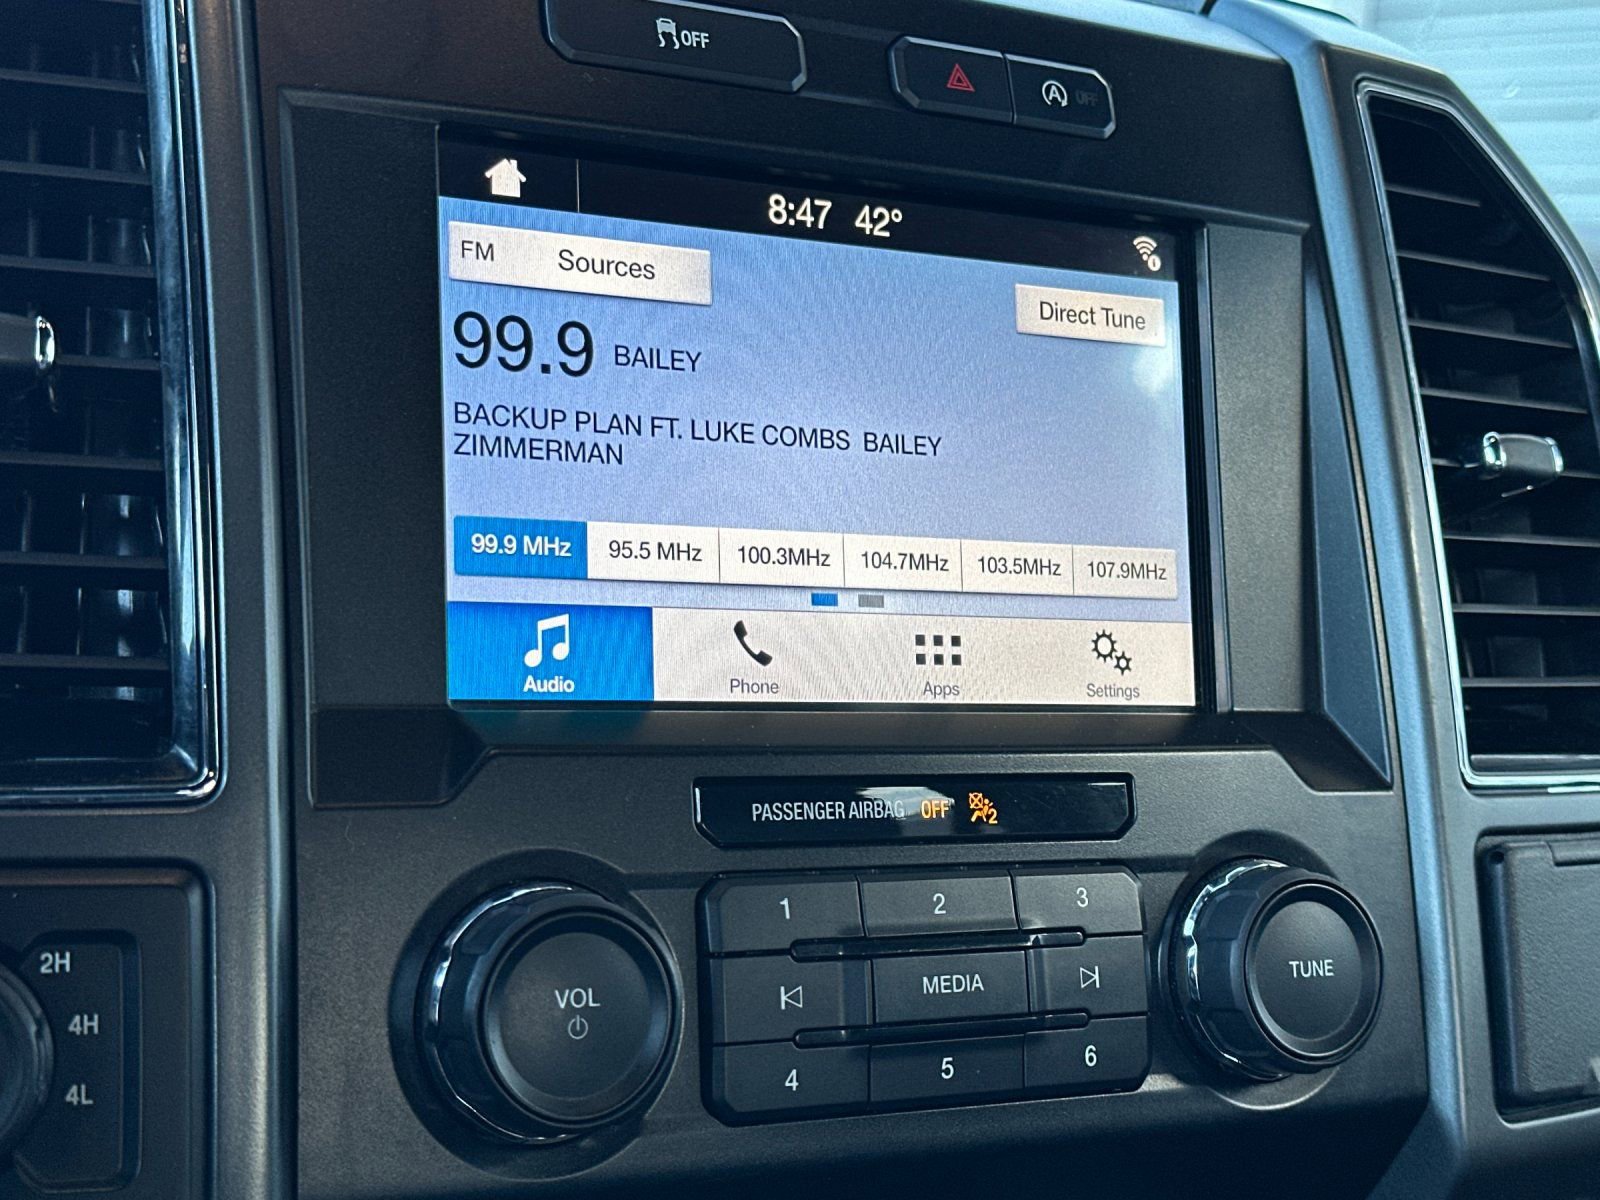 OFF
A OFF
8:47 42°
FM Sources
Direct Tune
99.9 BAILEY
BACKUP PLAN FT. LUKE COMBS BAILEY
ZIMMERMAN
99.9 MHz 95.5 MHz 100.3MHz 104.7MHz 103.5MHz 107.9MHz
Audio Phone Apps Settings
PASSENGER AIRBAG OFF 2
1 2 3
VOL MEDIA TUNE
4 5 6
2H
4H
4L